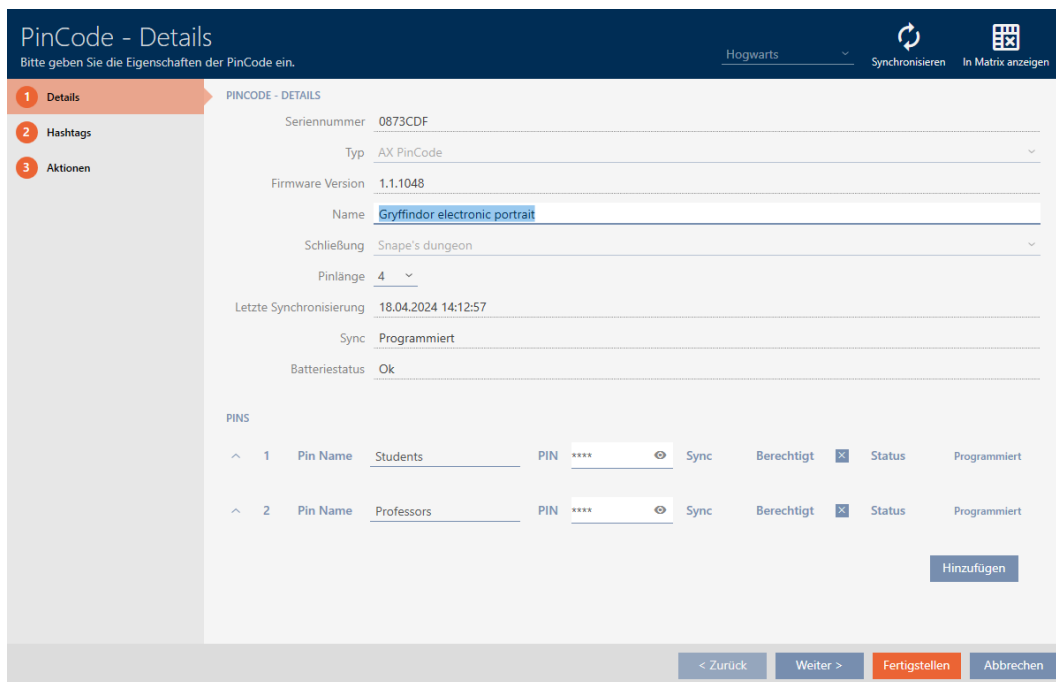 PinCode - Details
Bitte geben Sie die Eigenschaften der PinCode ein.
Hogwarts
Synchronisieren
In Matrix anzeigen
1 Details
2 Hashtags
3 Aktionen
PINCODE - DETAILS
Seriennummer 0873CDF
Typ AX PinCode
Firmware Version 1.1.1048
Name Gryffindor electronic portrait
Schließung Snape's dungeon
Pinlänge 4
Letzte Synchronisierung 18.04.2024 14:12:57
Sync Programmiert
Batteriestatus Ok
PINS
1 Pin Name Students PIN **** Sync Berechtigt Status Programmiert
2 Pin Name Professors PIN **** Sync Berechtigt Status Programmiert
Hinzufügen
< Zurück Weiter > Fertigstellen Abbrechen